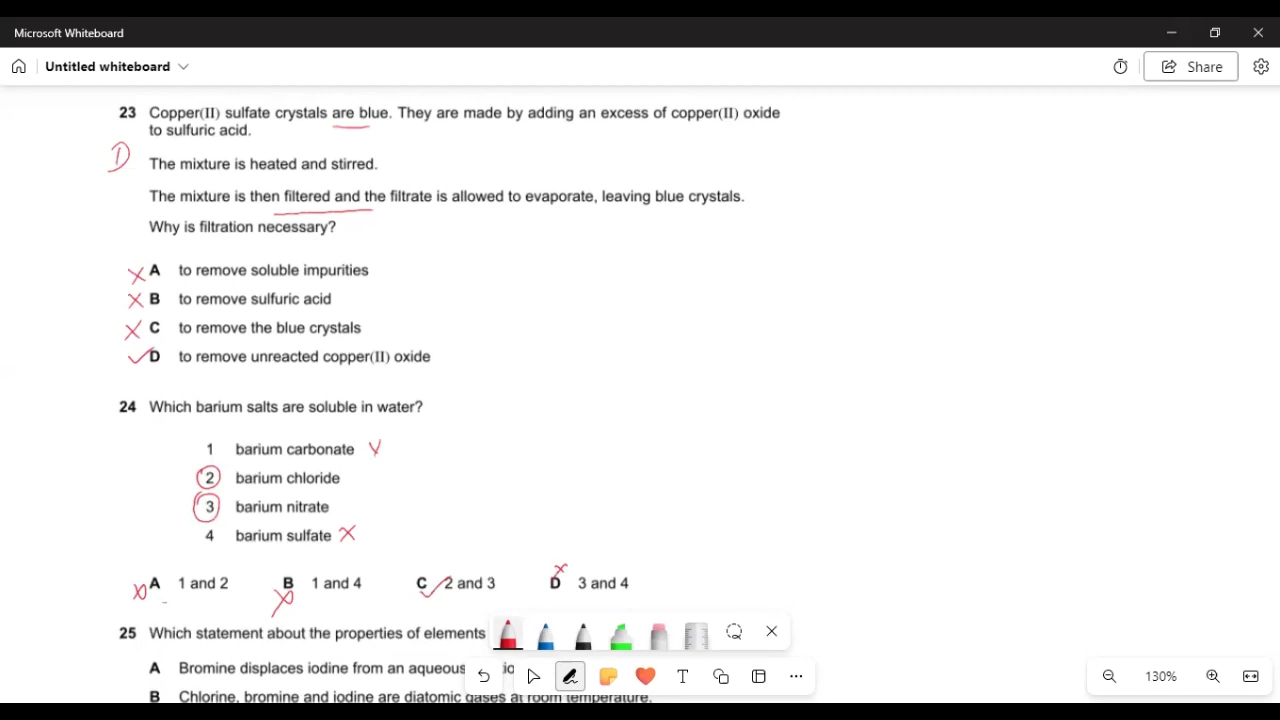 Microsoft Whiteboard
Untitled whiteboard
Share
23 Copper(II) sulfate crystals are blue. They are made by adding an excess of copper(II) oxide
to sulfuric acid.
D
The mixture is heated and stirred.
The mixture is then filtered and the filtrate is allowed to evaporate, leaving blue crystals.
Why is filtration necessary?
A to remove soluble impurities
B to remove sulfuric acid
C to remove the blue crystals
D to remove unreacted copper(II) oxide
24 Which barium salts are soluble in water?
1 barium carbonate
2 barium chloride
3 barium nitrate
4 barium sulfate
A 1 and 2 B 1 and 4 C 2 and 3 D 3 and 4
25 Which statement about the properties of elements
A Bromine displaces iodine from an aqueous
B Chlorine, bromine and iodine are diatomic gases at room temperature.
T
130%